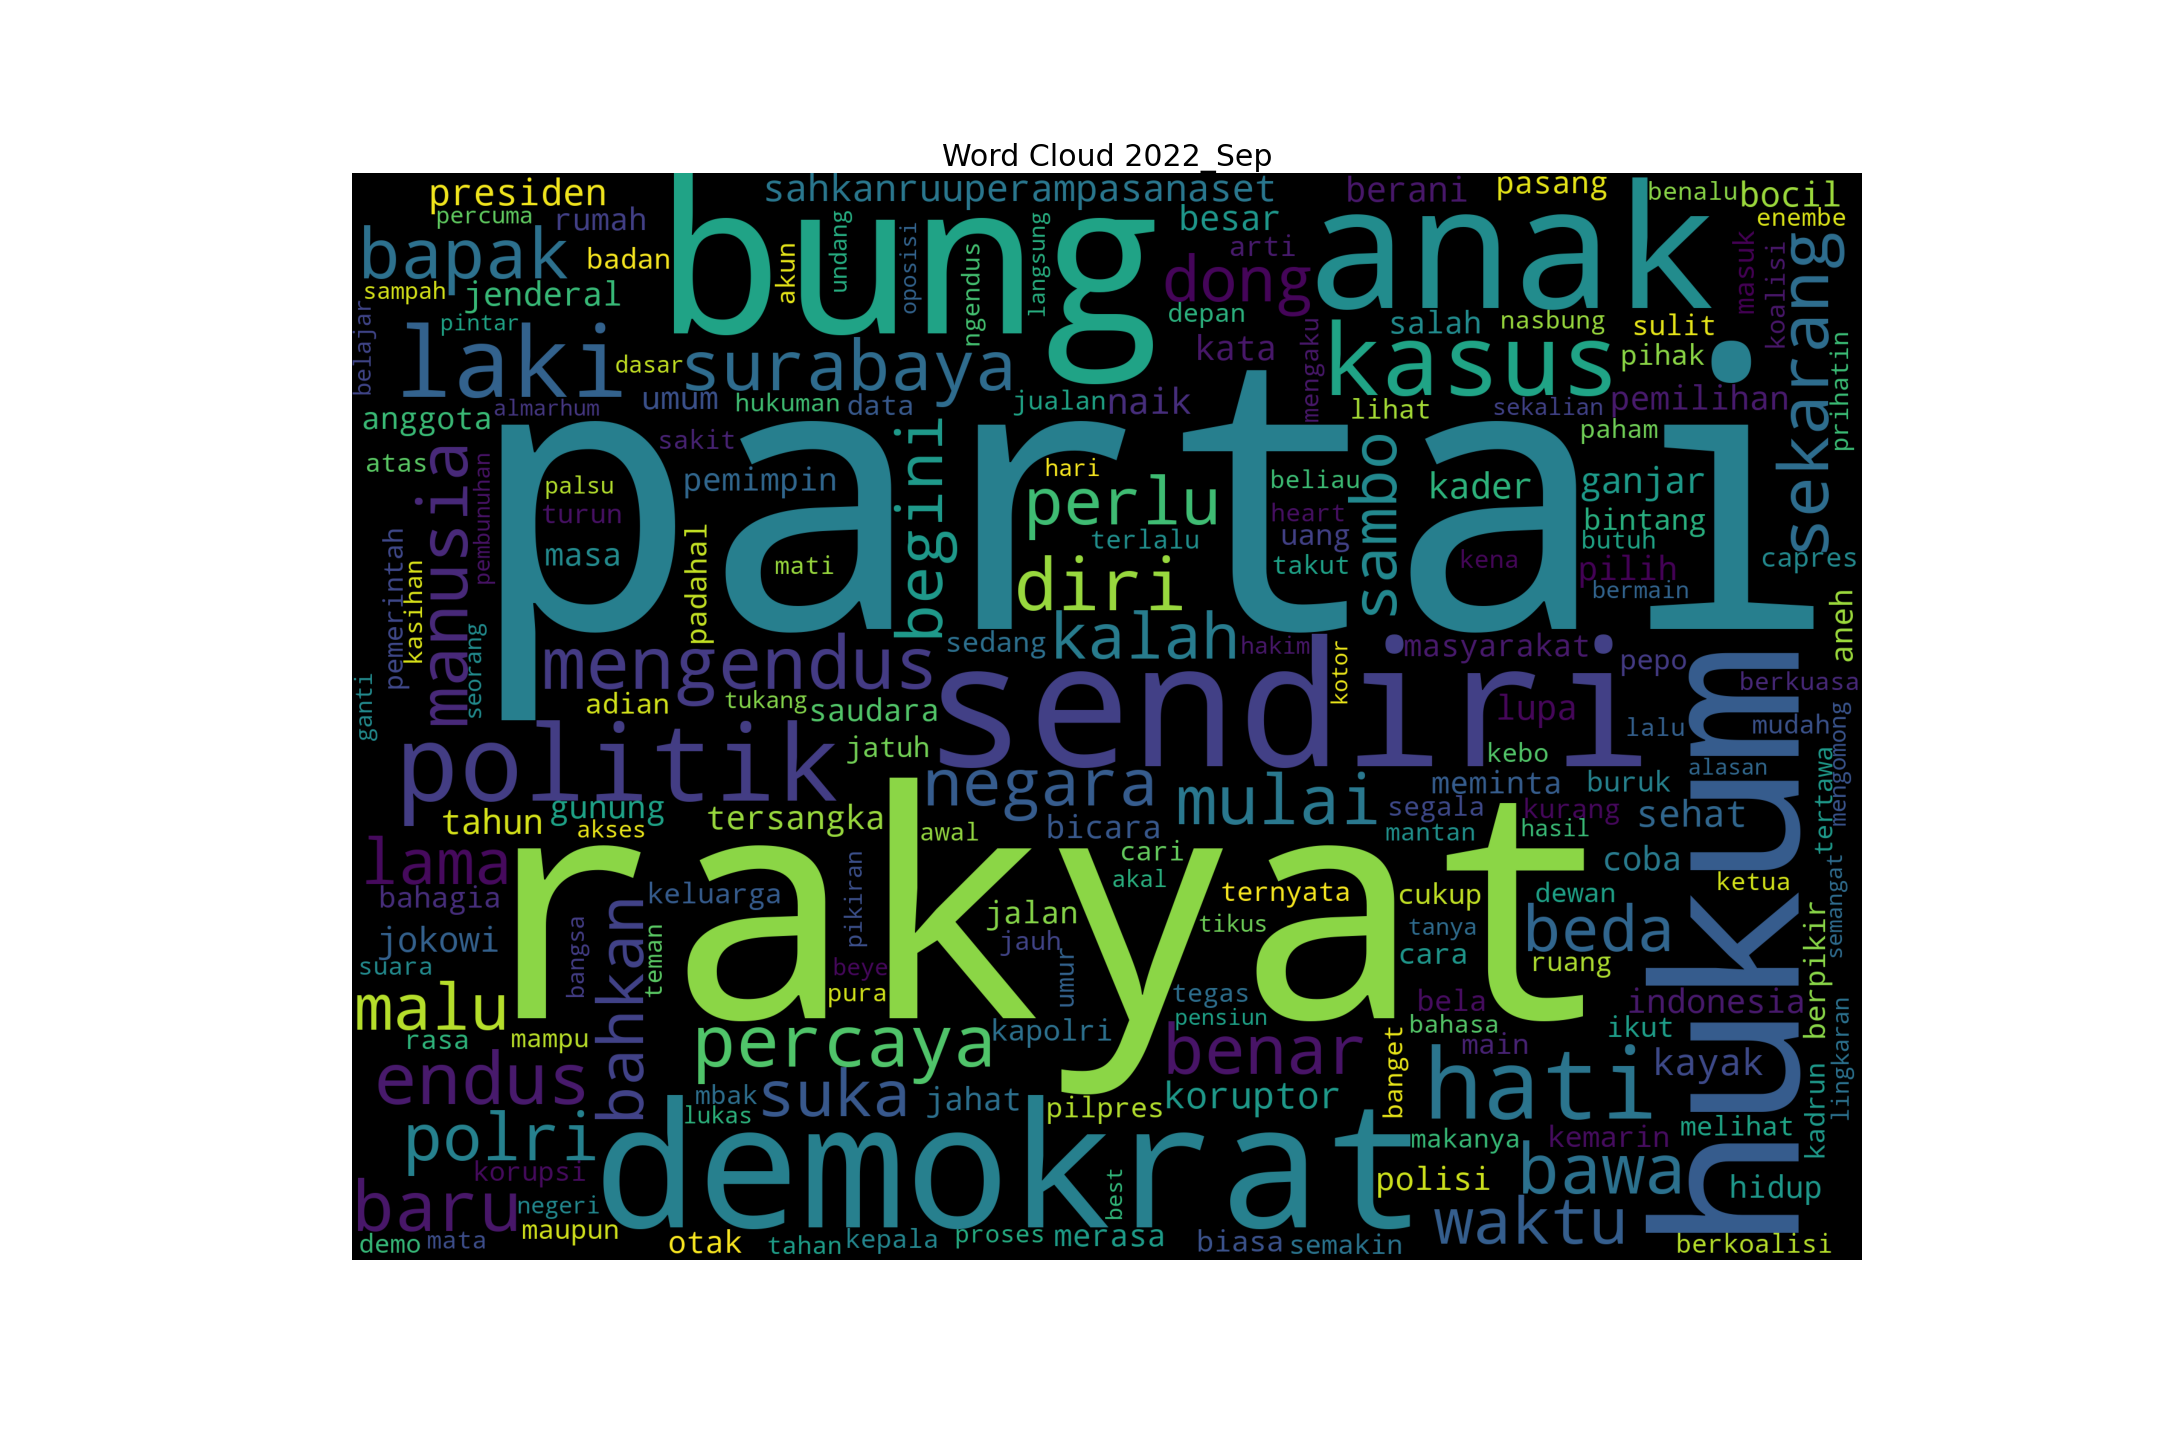 Word Cloud 2022_Sep
presiden
bung
sahkanruuperampasanaset
anak
berani
pasang
benalu
bocil
percuma
rumah
besar
enembe
bapak
badan
akun
undang
oposisi
ngendus
langsung
arti
dong
masuk
koalisi
sekarang
sampah
jenderal
depan
belajar
pintar
laki
dasar
surabaya
kata
mengaku
salah
nasbung
sulit
kasus
pihak
prihatin
anggota
almarhum
umum
hukuman
data
jualan
naik
lihat
sekalian
pemilihan
partai
atas
manusia
pembunuhan
sakit
begini
paham
palsu
pemimpin
hari
perlu
beliau
sambo
kader
ganjar
turun
heart
bintang
masa
padahal
mati
terlalu
uang
butuh
capres
pemerintah
kasihan
diri
takut
kena
pilih
bermain
aneh
seorang
mengendus
sedang
kalah
hakim
kotor
masyarakat
pepo
ganti
adian
tukang
saudara
sendiri
lupa
berkuasa
hukum
politik
jatuh
kebo
lalu
mudah
mengomong
negara
mulai
meminta
buruk
alasan
tertawa
tahun
gunung
akses
tersangka
awal
bicara
segala
mantan
kurang
hasil
sehat
rakyat
lama
cari
coba
bahagia
bahkan
keluarga
pikiran
akal
ternyata
cukup
dewan
ketua
semangat
jokowi
bangsa
teman
jalan
jauh
tikus
tanya
beda
berpikir
suara
beye
umur
cara
ruang
malu
pura
tegas
bela
indonesia
lingkaran
rasa
mampu
percaya
kapolri
pensiun
benar
banget
bahasa
main
ikut
endus
mbak
suka
jahat
pilpres
koruptor
hati
kayak
kadrun
lukas
polri
demokrat
makanya
kemarin
melihat
korupsi
best
polisi
bawa
hidup
baru
negeri
maupun
waktu
demo
mata
otak
tahan
kepala
proses
merasa
biasa
semakin
berkoalisi